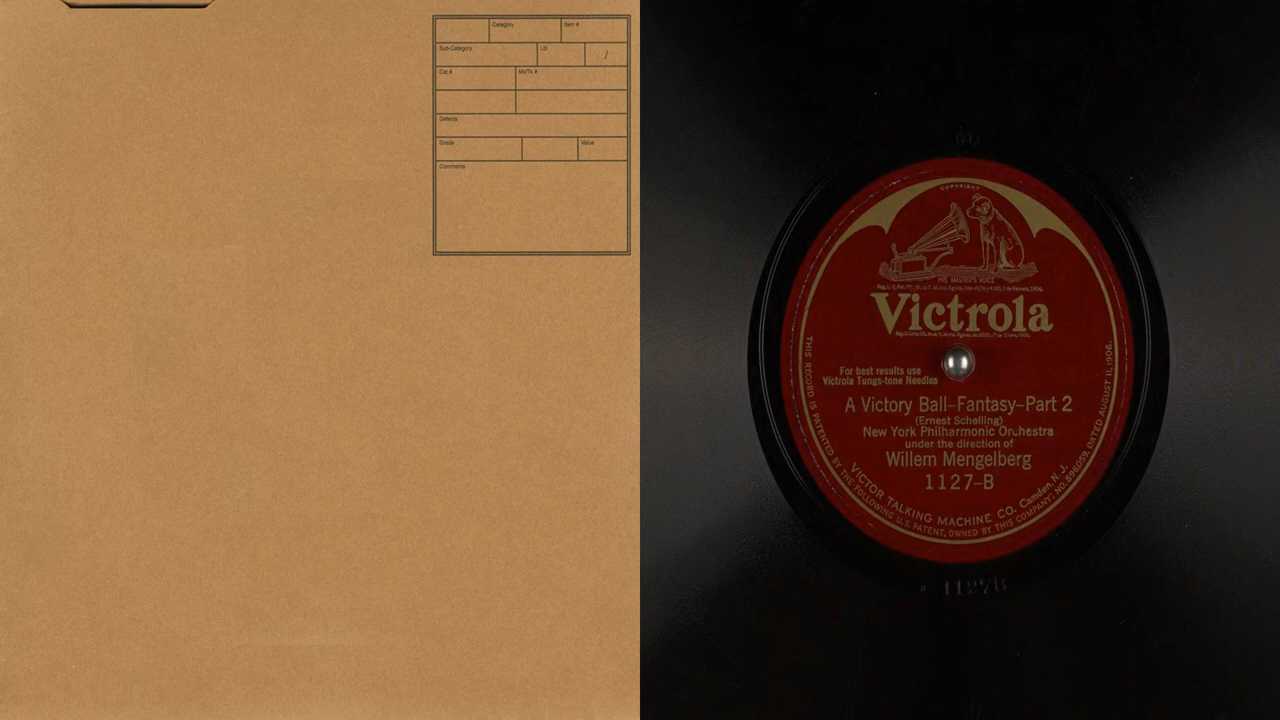 Category
Item #
Sub-Category
Ldl
/
Cat #
Mx/Tk #
Defects
Grade
Value
Comments
COPYRIGHT
HIS MASTER'S VOICE
Victrola
For best results use
Victrola Tungs-tone Needles
A Victory Ball–Fantasy–Part 2
(Ernest Schelling)
New York Philharmonic Orchestra
under the direction of
Willem Mengelberg
1127–B
VICTOR TALKING MACHINE CO. Camden, N.J.
THIS RECORD IS PATENTED BY THE FOLLOWING U.S. PATENT, OWNED BY THIS COMPANY: NO. 896059, DATED AUGUST 11, 1908.